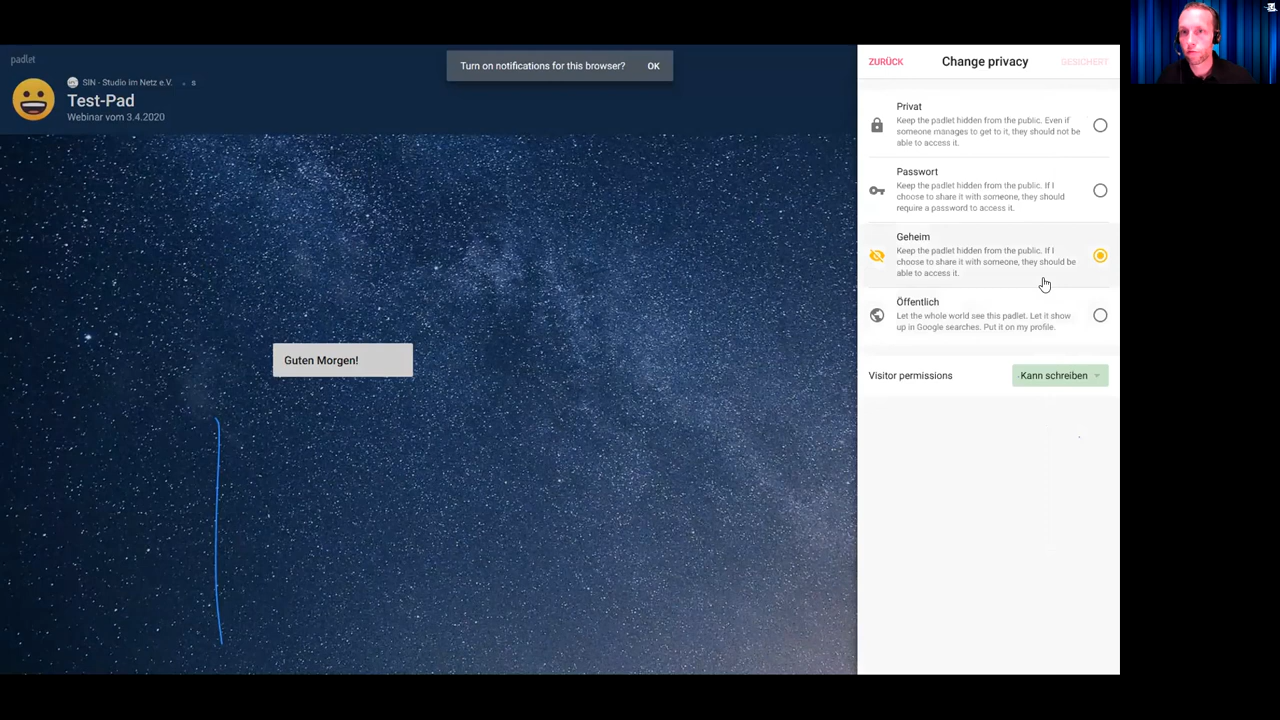 padlet
SIN - Studio im Netz e.V.
Test-Pad
Webinar vom 3.4.2020
Turn on notifications for this browser? OK
Guten Morgen!
ZURÜCK Change privacy GESICHERT
Privat
Keep the padlet hidden from the public. Even if
someone manages to get to it, they should not be
able to access it.
Passwort
Keep the padlet hidden from the public. If I
choose to share it with someone, they should
require a password to access it.
Geheim
Keep the padlet hidden from the public. If I
choose to share it with someone, they should be
able to access it.
Öffentlich
Let the whole world see this padlet. Let it show
up in Google searches. Put it on my profile.
Visitor permissions Kann schreiben